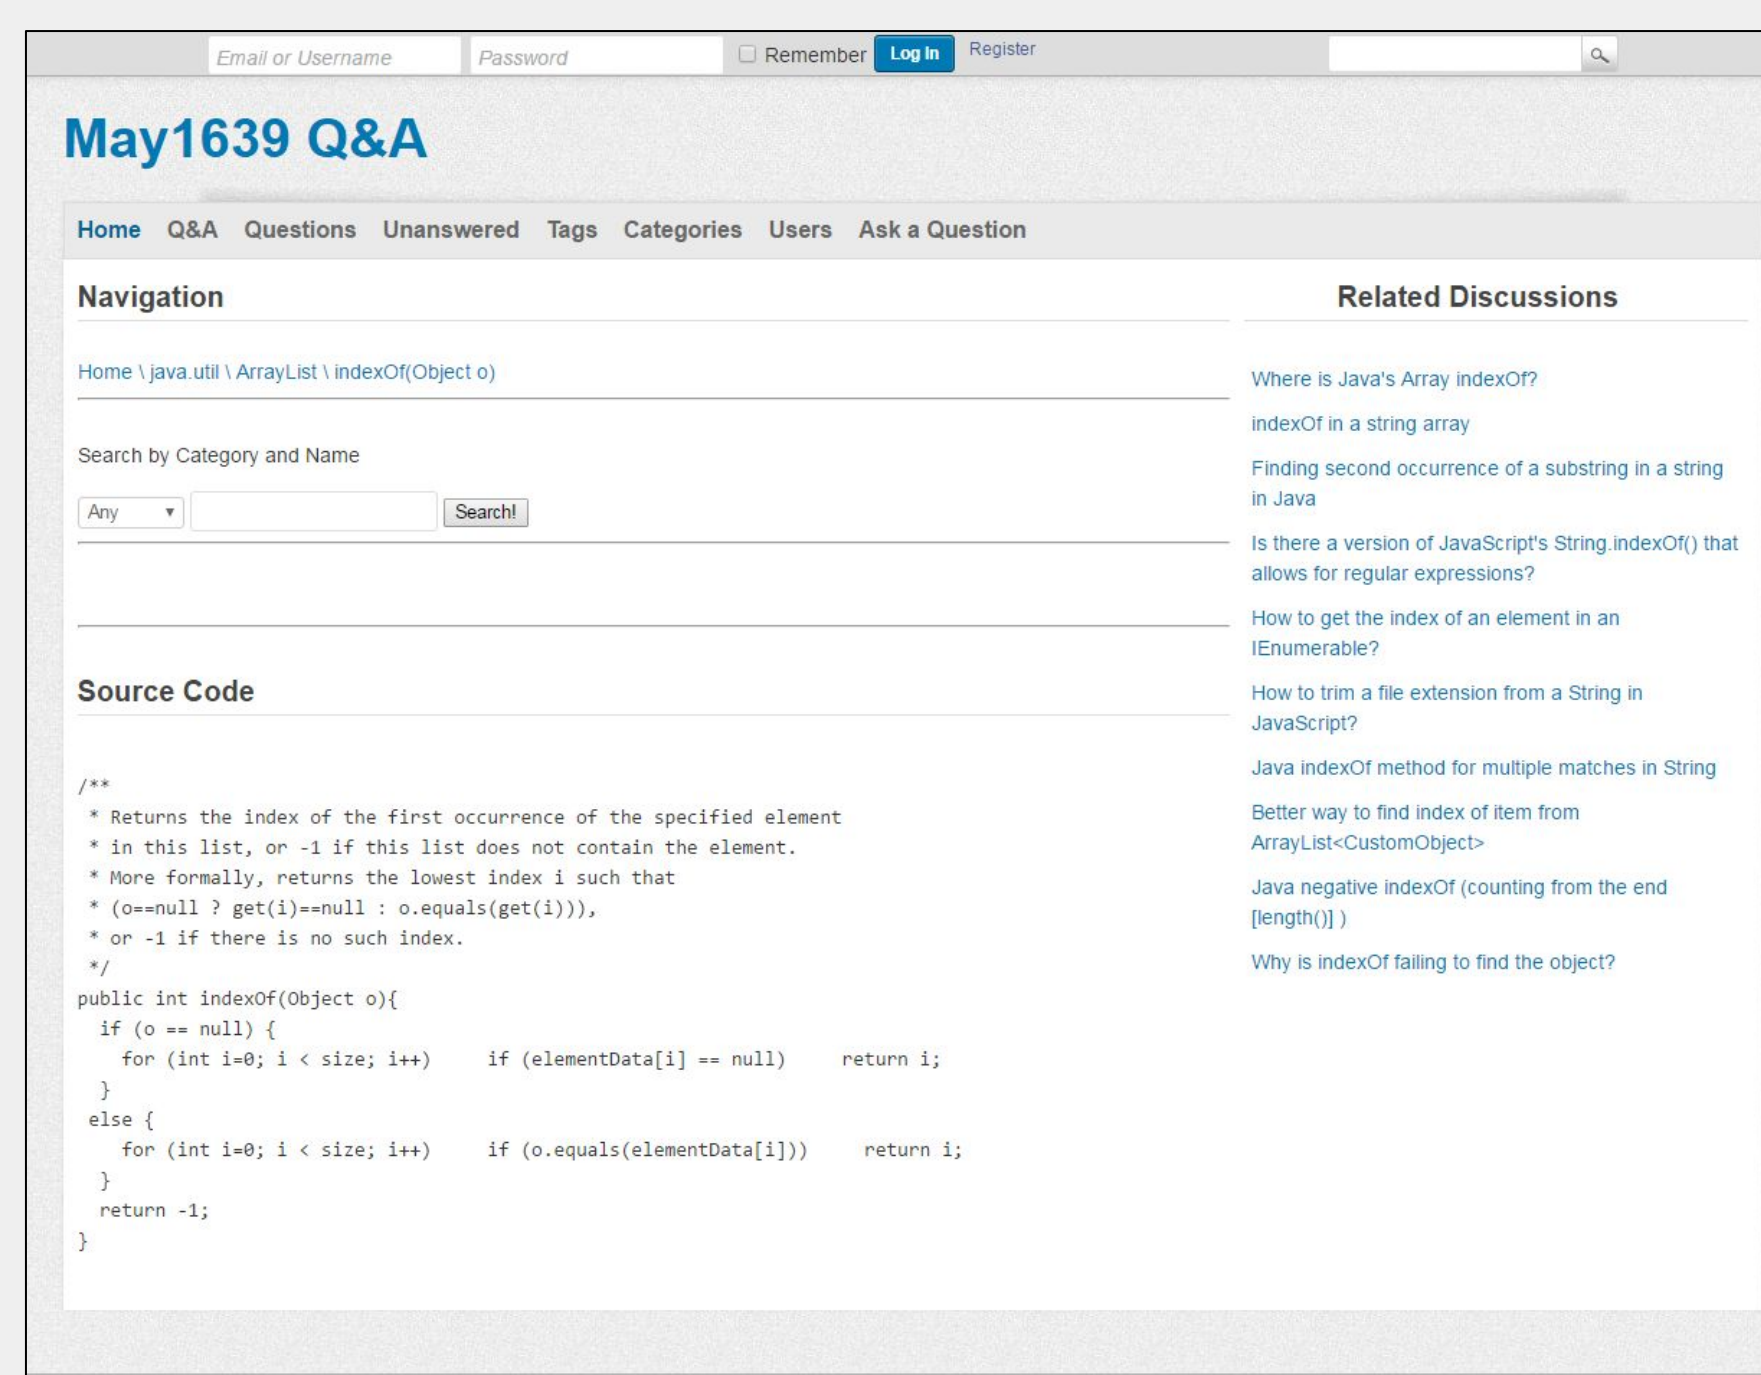 Email or Username Password Remember Log In Register
May1639 Q&A
Home Q&A Questions Unanswered Tags Categories Users Ask a Question
Navigation
Home \ java.util \ ArrayList \ indexOf(Object o)
Search by Category and Name
Any Search!
Source Code
/**
 * Returns the index of the first occurrence of the specified element
 * in this list, or -1 if this list does not contain the element.
 * More formally, returns the lowest index i such that
 * (o==null ? get(i)==null : o.equals(get(i))),
 * or -1 if there is no such index.
 */
public int indexOf(Object o){
  if (o == null) {
    for (int i=0; i < size; i++)     if (elementData[i] == null)     return i;
  }
 else {
    for (int i=0; i < size; i++)     if (o.equals(elementData[i]))     return i;
  }
  return -1;
}
Related Discussions
Where is Java's Array indexOf?
indexOf in a string array
Finding second occurrence of a substring in a string
in Java
Is there a version of JavaScript's String.indexOf() that
allows for regular expressions?
How to get the index of an element in an
IEnumerable?
How to trim a file extension from a String in
JavaScript?
Java indexOf method for multiple matches in String
Better way to find index of item from
ArrayList<CustomObject>
Java negative indexOf (counting from the end
[length()] )
Why is indexOf failing to find the object?